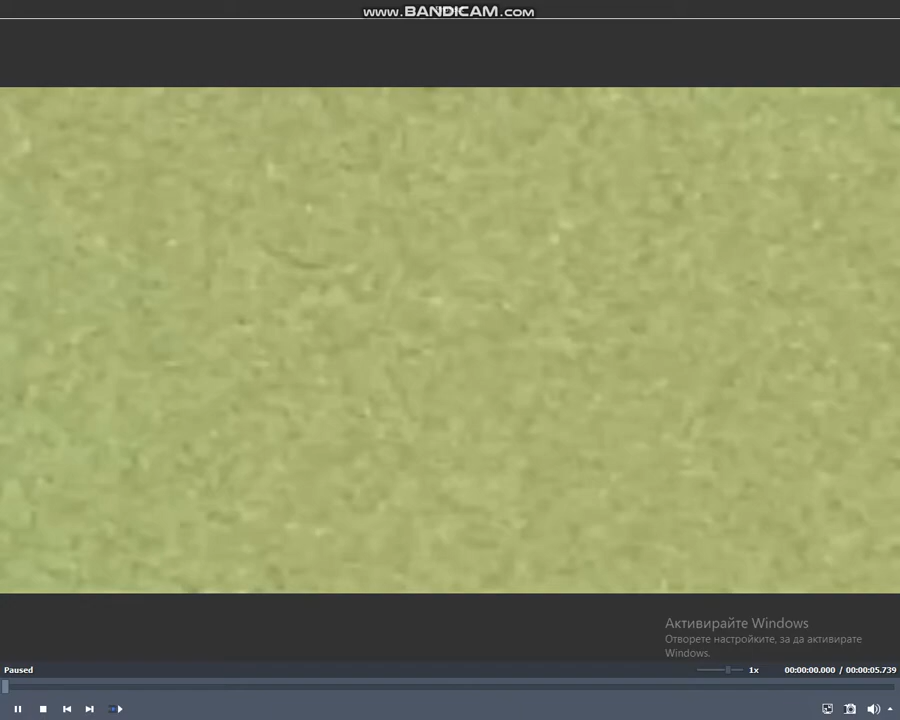 www.BANDICAM.com
Активирайте Windows
Отворете настройките, за да активирате
Windows.
Paused
1x
00:00:00.000 / 00:00:05.739